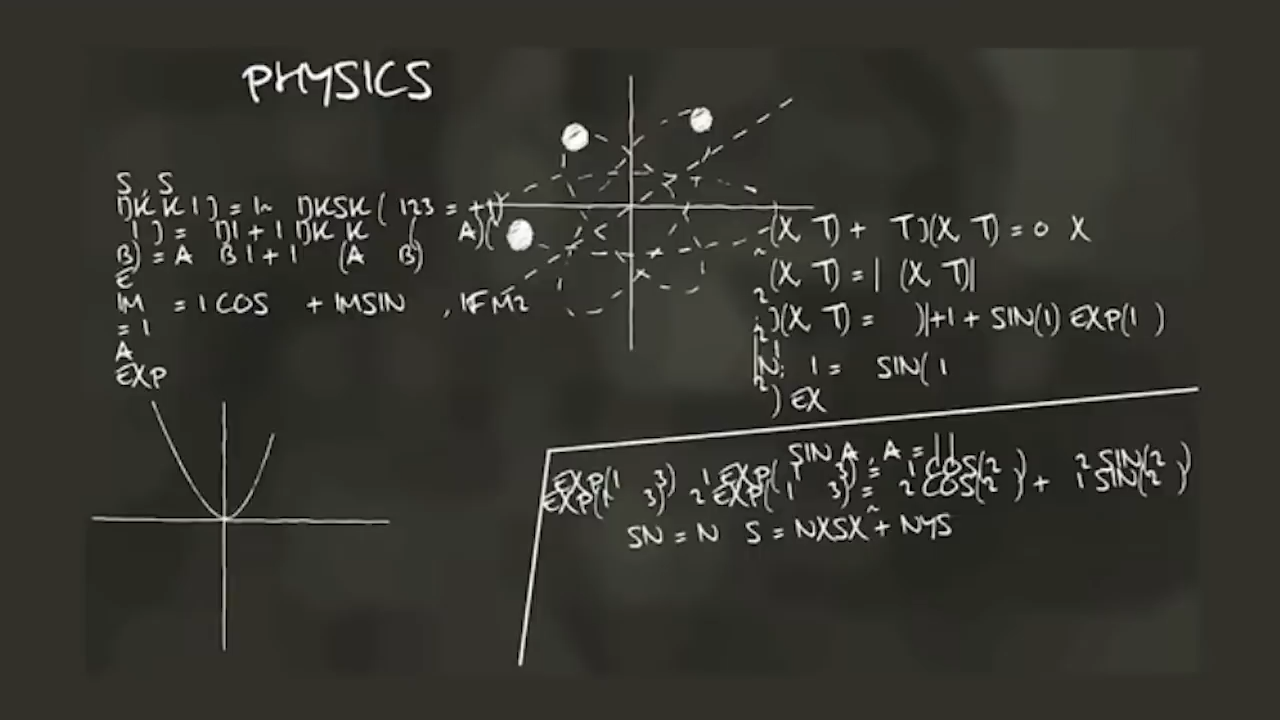 PHYSICS
S, S
K K 1 ) = 1~ KSK ( 123 = +1)
1 ) = 1 + 1 K K ( A)(
B) = A B 1 + 1 (A B)
E
IM = 1 COS + IMSIN , IF M2
= 1
A
EXP
(X T) + T)(X T) = 0 X
~ (X T) = | (X T)|
2
)(X T) = )|+1 + SIN(1) EXP(1 )
2
N; 1 = SIN( 1
2 ) EX
SIN A , A = ||
EXP(1 3) 1 EXP( 1 3) = 1 COS(2 ) + 2 SIN(2 )
EXP(1 3) 2 EXP( 1 3) = 2 COS(2 ) + 1 SIN(2 )
SN = N S = NXSX + NYS